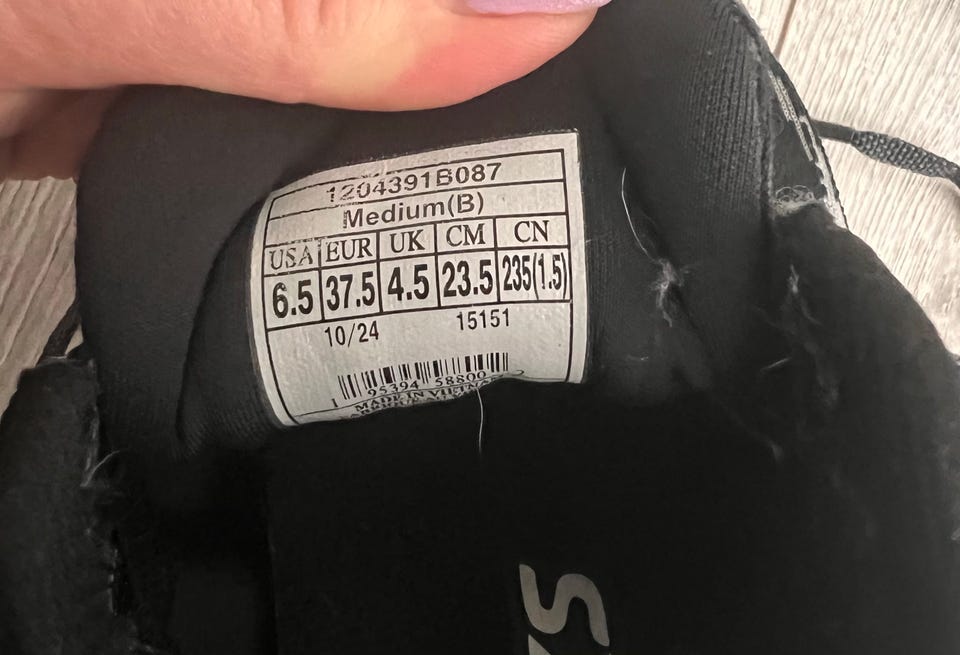 1204391B087
Medium(B)
USA EUR UK CM CN
6.5 37.5 4.5 23.5 235(1.5)
10/24 15151
1 95394 58800
MADE IN VIETNAM